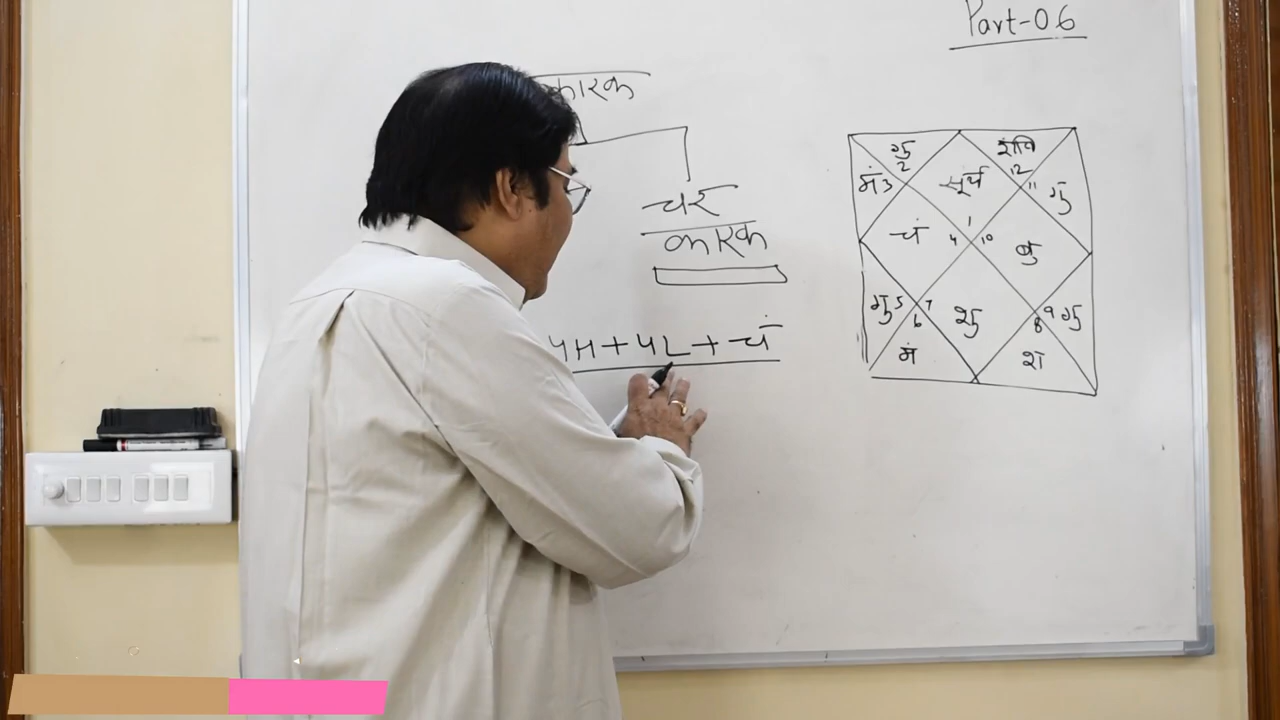 Part-06
कारक
चर
कारक
4H+4L+चं
गु 2
शनि 12
मं 3
सूर्य 1
11 गु
चं 4
10 बु
गु 5
7 शु
9 गु
6 मं
8 श